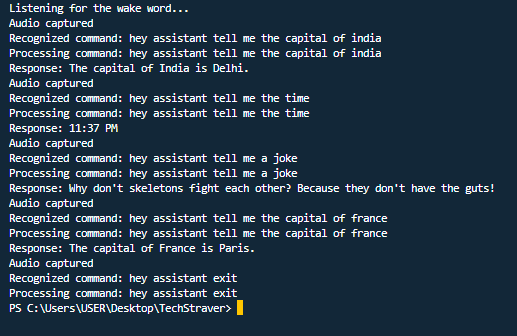 Listening for the wake word...
Audio captured
Recognized command: hey assistant tell me the capital of india
Processing command: hey assistant tell me the capital of india
Response: The capital of India is Delhi.
Audio captured
Recognized command: hey assistant tell me the time
Processing command: hey assistant tell me the time
Response: 11:37 PM
Audio captured
Recognized command: hey assistant tell me a joke
Processing command: hey assistant tell me a joke
Response: Why don't skeletons fight each other? Because they don't have the guts!
Audio captured
Recognized command: hey assistant tell me the capital of france
Processing command: hey assistant tell me the capital of france
Response: The capital of France is Paris.
Audio captured
Recognized command: hey assistant exit
Processing command: hey assistant exit
PS C:\Users\USER\Desktop\TechStraver>